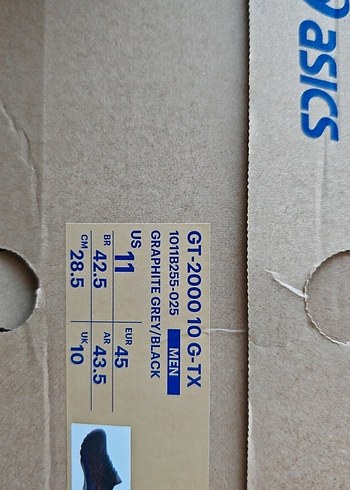 asics
GT-2000 10 G-TX
1011B255-025 MEN
GRAPHITE GREY/BLACK
US 11 EUR 45
BR 42.5 AR 43.5
CM 28.5 UK 10